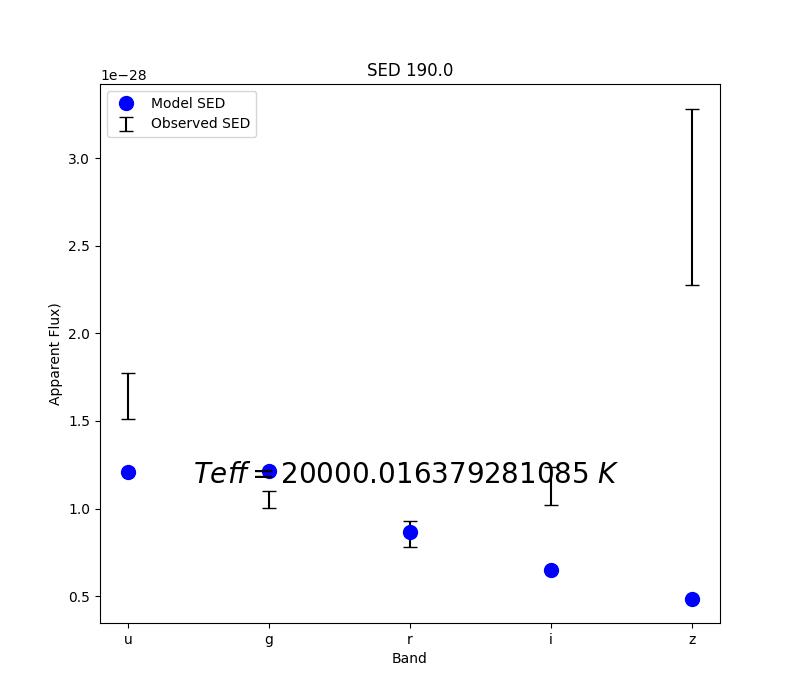 SED 190.0
1e−28
Model SED
Observed SED
3.0
2.5
2.0
1.5
1.0
0.5
Apparent Flux)
Teff = 20000.016379281085 K
u g r i z
Band